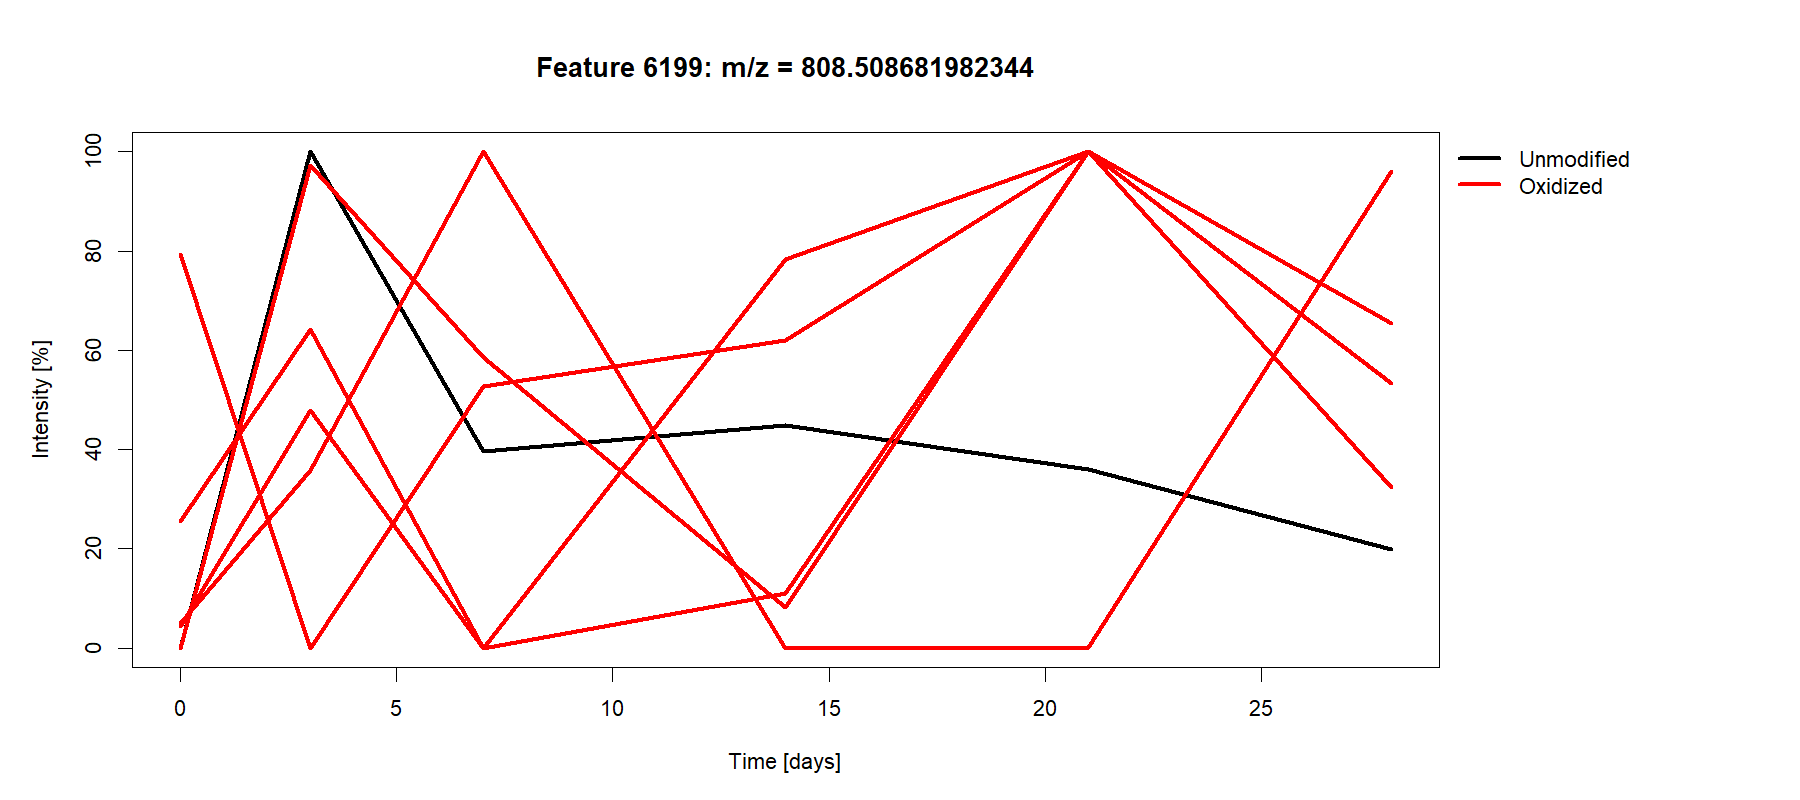 Feature 6199: m/z = 808.508681982344
Unmodified
Oxidized
Intensity [%]
100
80
60
40
20
0
0 5 10 15 20 25
Time [days]